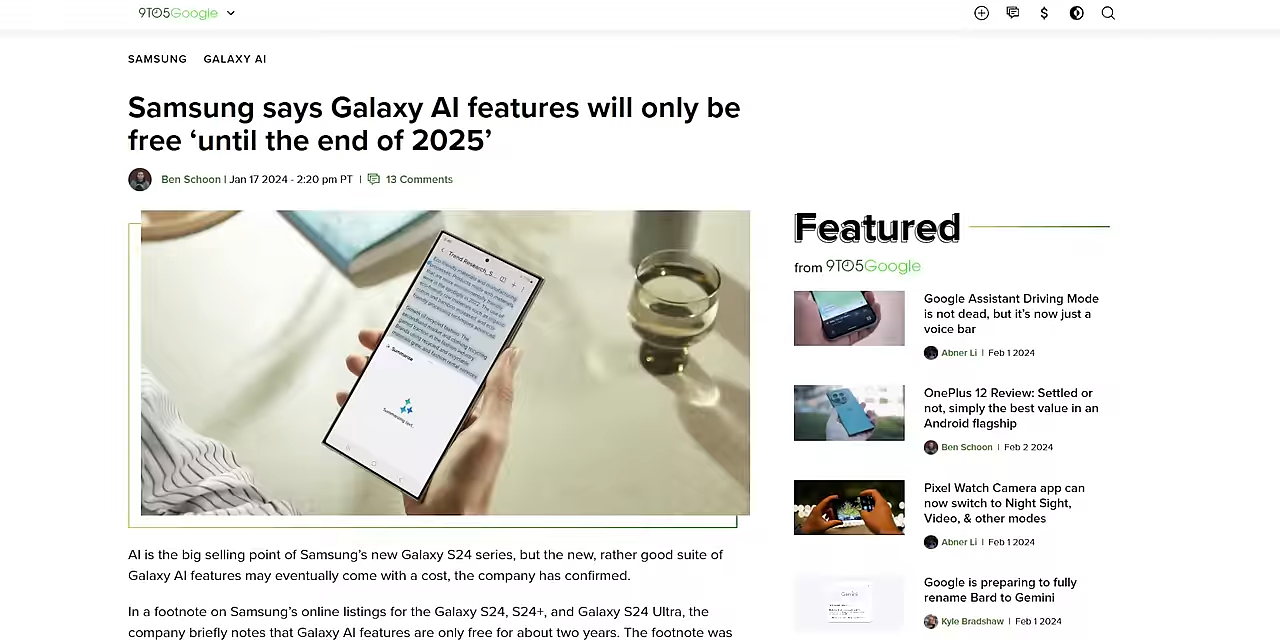 9TO5Google
SAMSUNG GALAXY AI
Samsung says Galaxy AI features will only be
free ‘until the end of 2025’
Ben Schoon | Jan 17 2024 - 2:20 pm PT | 13 Comments
Trend Research_S...
Summarize
Summarizing text...
AI is the big selling point of Samsung’s new Galaxy S24 series, but the new, rather good suite of
Galaxy AI features may eventually come with a cost, the company has confirmed.
In a footnote on Samsung’s online listings for the Galaxy S24, S24+, and Galaxy S24 Ultra, the
company briefly notes that Galaxy AI features are only free for about two years. The footnote was
Featured
from 9TO5Google
Google Assistant Driving Mode
is not dead, but it’s now just a
voice bar
Abner Li | Feb 1 2024
OnePlus 12 Review: Settled or
not, simply the best value in an
Android flagship
Ben Schoon | Feb 2 2024
Pixel Watch Camera app can
now switch to Night Sight,
Video, & other modes
Abner Li | Feb 1 2024
Gemini
Google is preparing to fully
rename Bard to Gemini
Kyle Bradshaw | Feb 1 2024